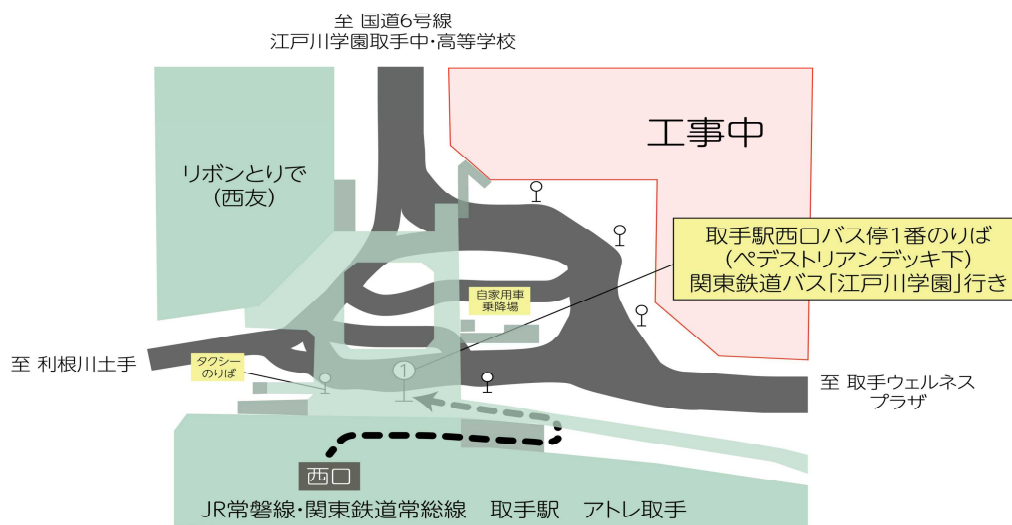 至 国道6号線
江戸川学園取手中・高等学校
工事中
リボンとりで
(西友)
取手駅西口バス停1番のりば
(ペデストリアンデッキ下)
関東鉄道バス「江戸川学園」行き
自家用車
乗降場
至 利根川土手
タクシー
のりば
1
至 取手ウェルネス
プラザ
西口
JR常磐線・関東鉄道常総線 取手駅 アトレ取手